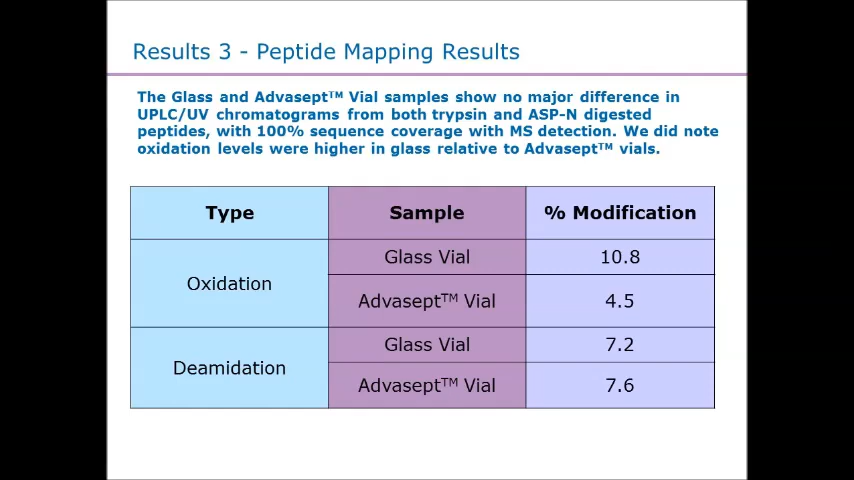 Results 3 - Peptide Mapping Results
The Glass and Advasept™ Vial samples show no major difference in
UPLC/UV chromatograms from both trypsin and ASP-N digested
peptides, with 100% sequence coverage with MS detection. We did note
oxidation levels were higher in glass relative to Advasept™ vials.
Type Sample % Modification
Oxidation
Glass Vial 10.8
Advasept™ Vial 4.5
Deamidation
Glass Vial 7.2
Advasept™ Vial 7.6